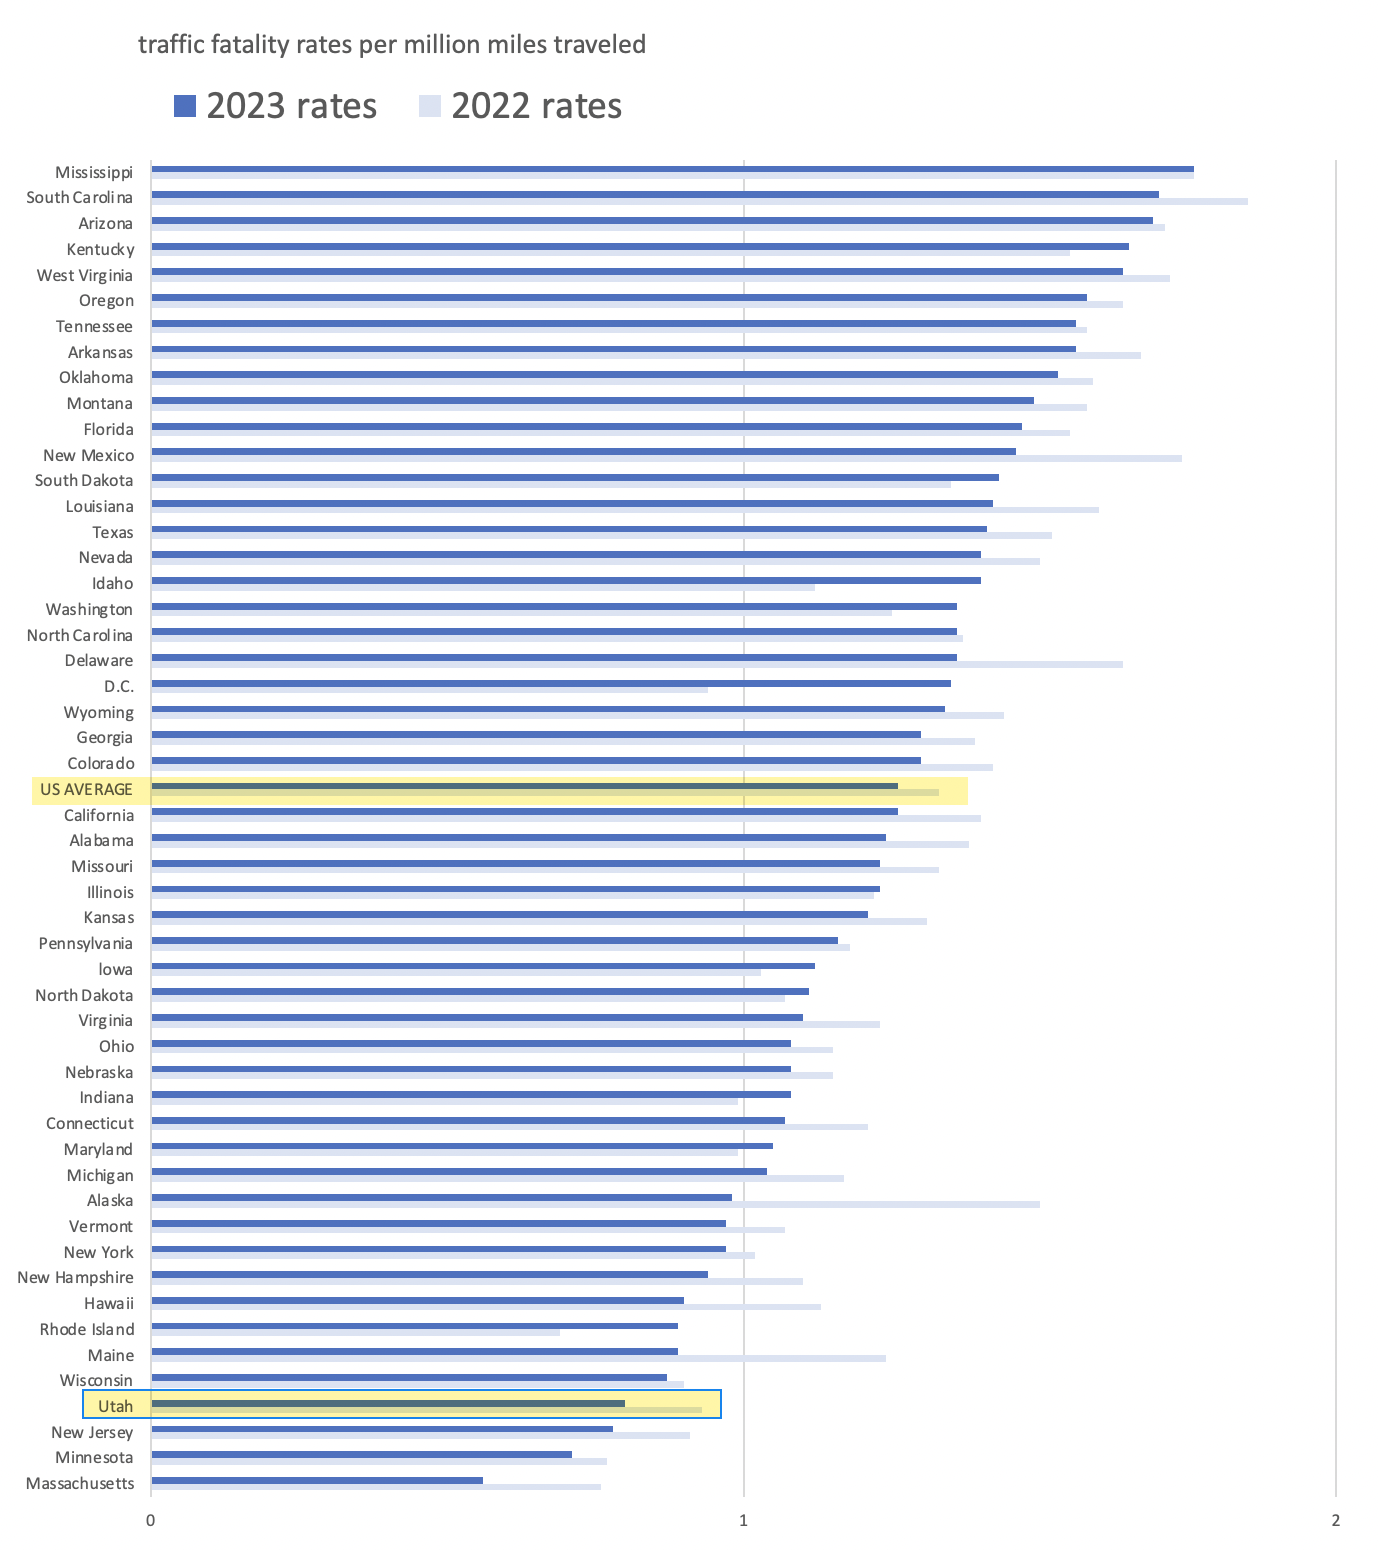 traffic fatality rates per million miles traveled
2023 rates 2022 rates
Mississippi
South Carolina
Arizona
Kentucky
West Virginia
Oregon
Tennessee
Arkansas
Oklahoma
Montana
Florida
New Mexico
South Dakota
Louisiana
Texas
Nevada
Idaho
Washington
North Carolina
Delaware
D.C.
Wyoming
Georgia
Colorado
US AVERAGE
California
Alabama
Missouri
Illinois
Kansas
Pennsylvania
Iowa
North Dakota
Virginia
Ohio
Nebraska
Indiana
Connecticut
Maryland
Michigan
Alaska
Vermont
New York
New Hampshire
Hawaii
Rhode Island
Maine
Wisconsin
Utah
New Jersey
Minnesota
Massachusetts
0 1 2